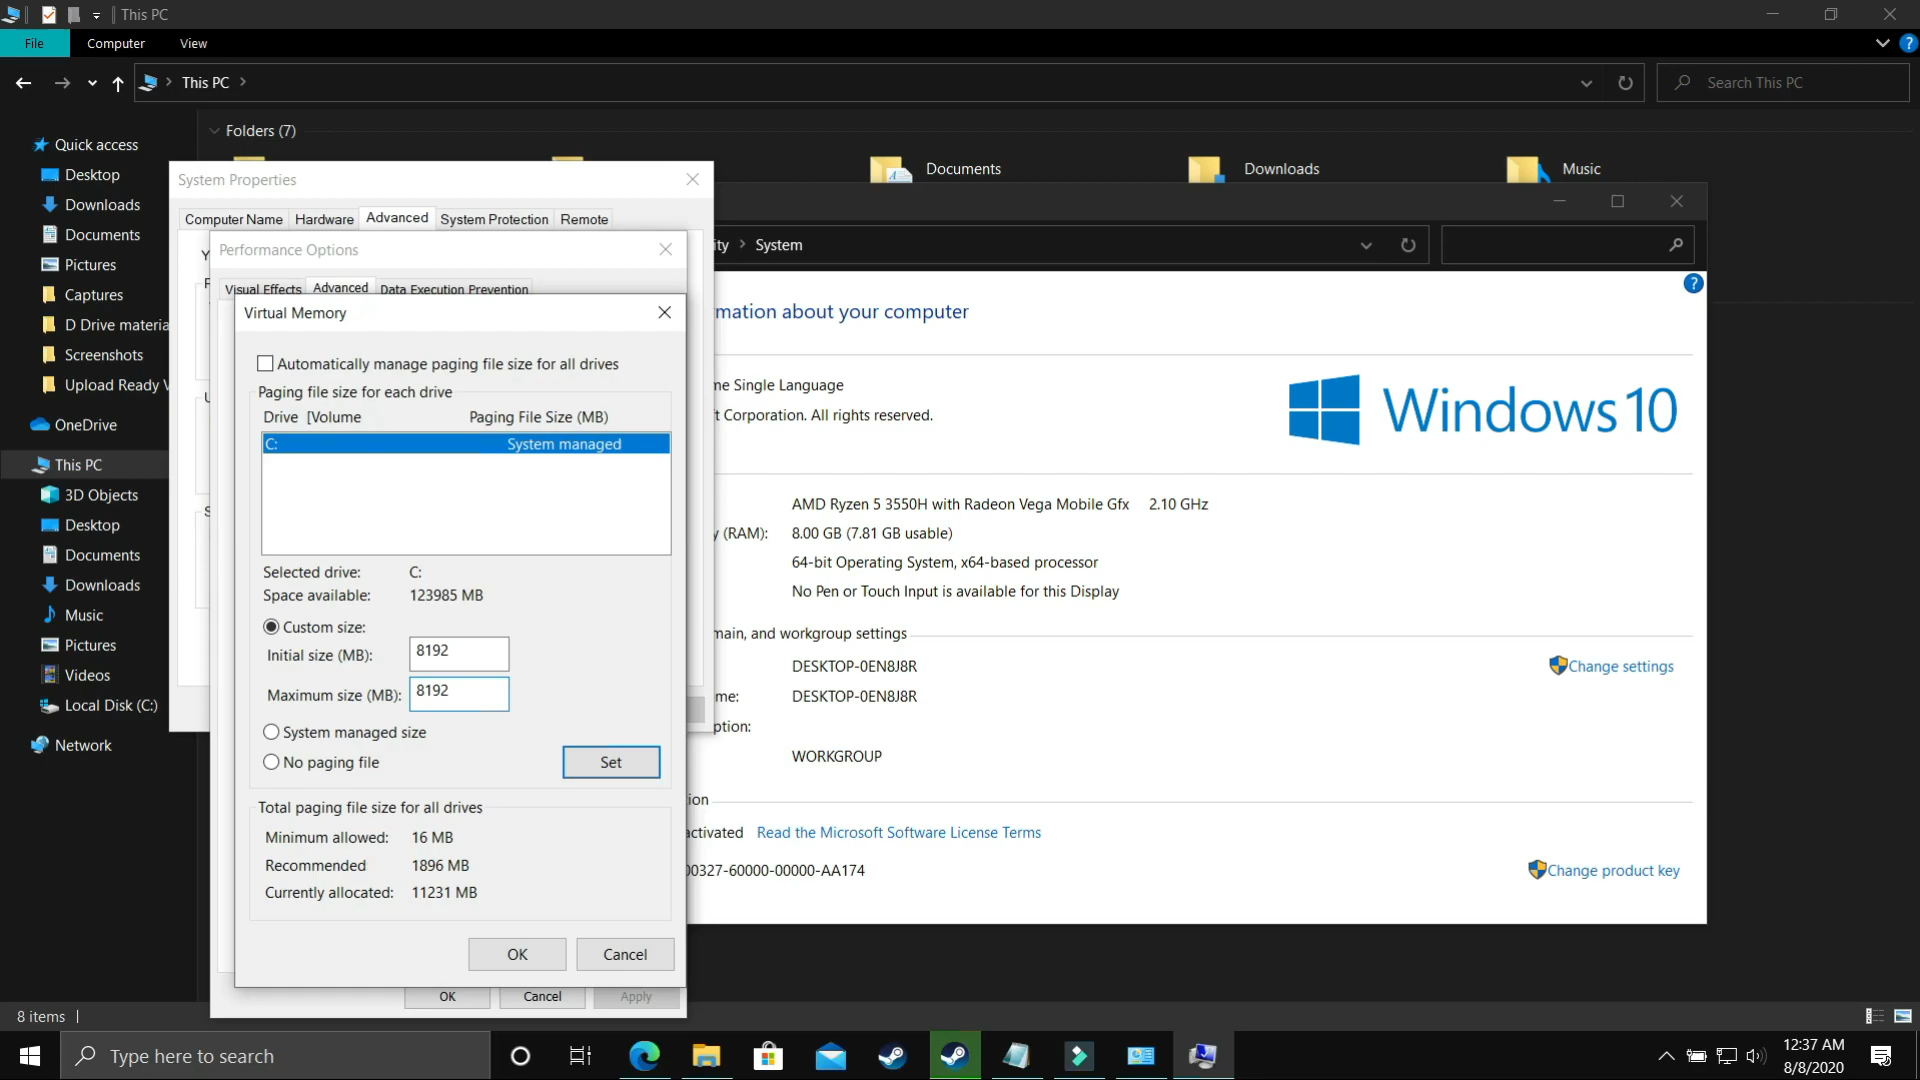 This PC
File
Computer
View
This PC
Search This PC
Folders (7)
Documents
Downloads
Music
Quick access
Desktop
Downloads
Documents
Pictures
Captures
D Drive materia
Screenshots
Upload Ready V
OneDrive
This PC
3D Objects
Desktop
Documents
Downloads
Music
Pictures
Videos
Local Disk (C:)
Network
System Properties
Computer Name
Hardware
Advanced
System Protection
Remote
Performance Options
Visual Effects
Advanced
Data Execution Prevention
Virtual Memory
Automatically manage paging file size for all drives
Paging file size for each drive
Drive [Volume
Paging File Size (MB)
C:
System managed
Selected drive: C:
Space available: 123985 MB
Custom size:
Initial size (MB): 8192
Maximum size (MB): 8192
System managed size
No paging file
Set
Total paging file size for all drives
Minimum allowed: 16 MB
Recommended 1896 MB
Currently allocated: 11231 MB
OK
Cancel
OK
Cancel
Apply
ity
System
mation about your computer
me Single Language
t Corporation. All rights reserved.
Windows 10
AMD Ryzen 5 3550H with Radeon Vega Mobile Gfx 2.10 GHz
y (RAM): 8.00 GB (7.81 GB usable)
64-bit Operating System, x64-based processor
No Pen or Touch Input is available for this Display
main, and workgroup settings
DESKTOP-0EN8J8R
Change settings
me: DESKTOP-0EN8J8R
ption:
WORKGROUP
ion
activated Read the Microsoft Software License Terms
00327-60000-00000-AA174
Change product key
8 items
Type here to search
12:37 AM
8/8/2020